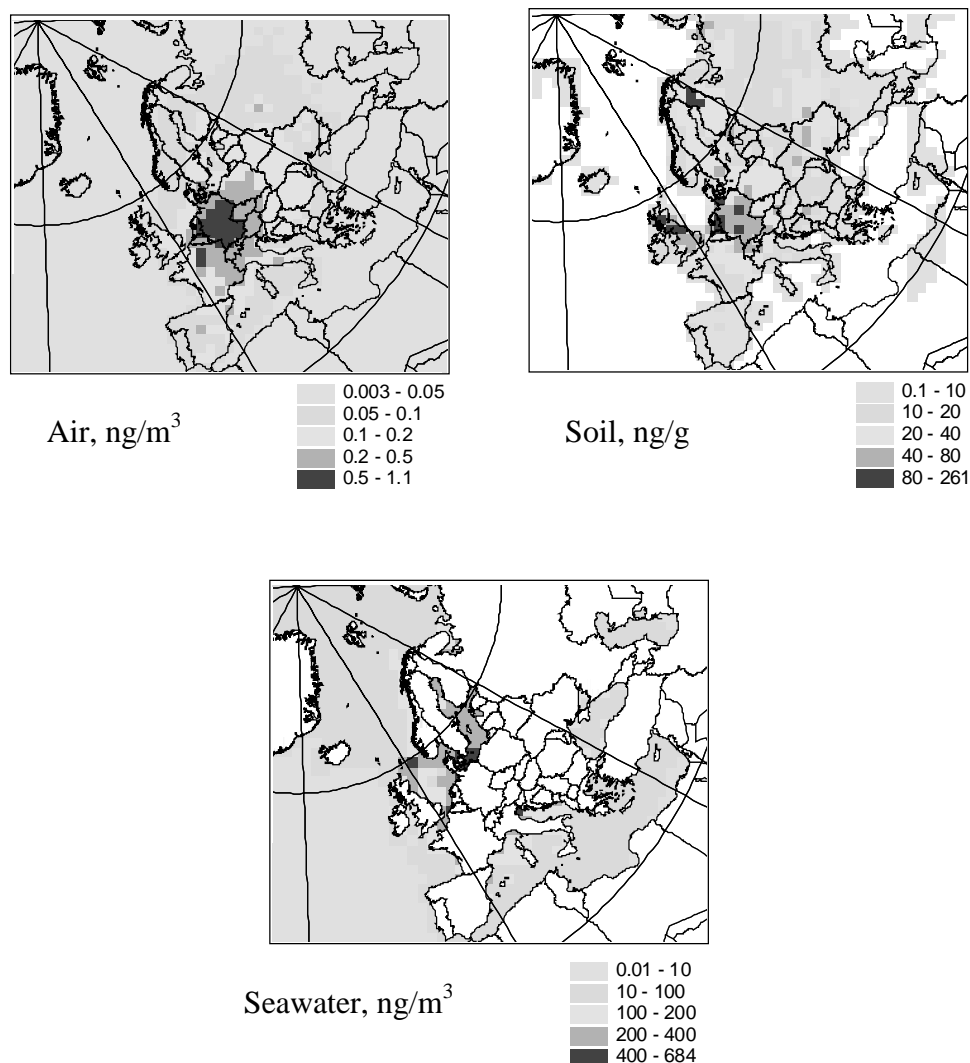 0.003 - 0.05
0.05 - 0.1
0.1 - 0.2
0.2 - 0.5
0.5 - 1.1
Air, ng/m³
0.1 - 10
10 - 20
20 - 40
40 - 80
80 - 261
Soil, ng/g
0.01 - 10
10 - 100
100 - 200
200 - 400
400 - 684
Seawater, ng/m³